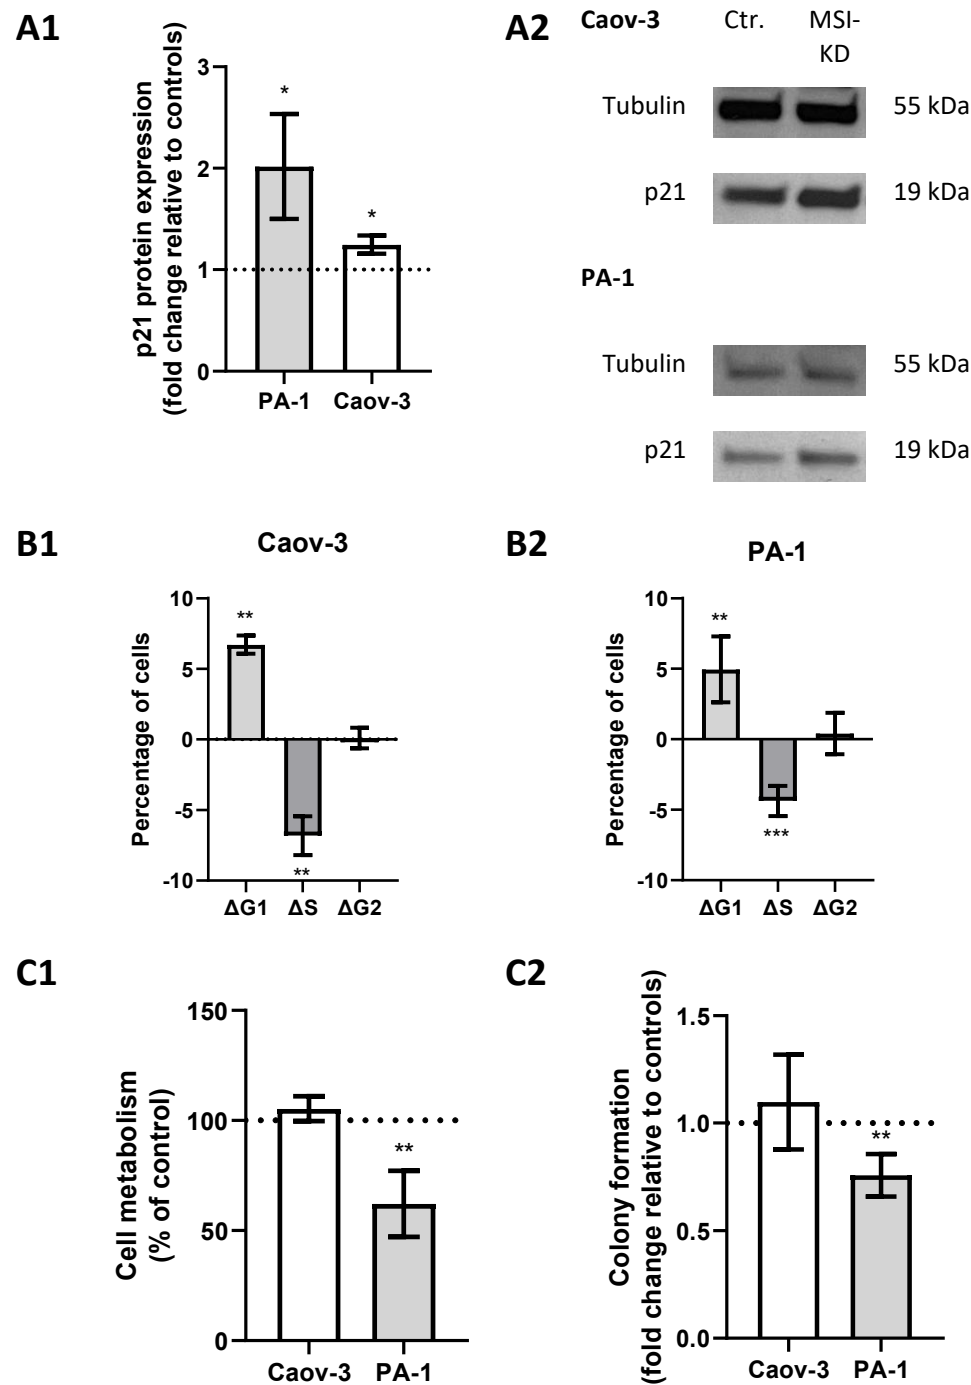 A1
p21 protein expression
(fold change relative to controls)
3
2
1
0
*
*
PA-1 Caov-3
A2 Caov-3 Ctr. MSI-
KD
Tubulin 55 kDa
p21 19 kDa
PA-1
Tubulin 55 kDa
p21 19 kDa
B1
Caov-3
Percentage of cells
10
5
0
-5
-10
**
**
ΔG1 ΔS ΔG2
B2
PA-1
Percentage of cells
10
5
0
-5
-10
**
***
ΔG1 ΔS ΔG2
C1
Cell metabolism
(% of control)
150
100
50
0
**
Caov-3 PA-1
C2
Colony formation
(fold change relative to controls)
1.5
1.0
0.5
0.0
**
Caov-3 PA-1